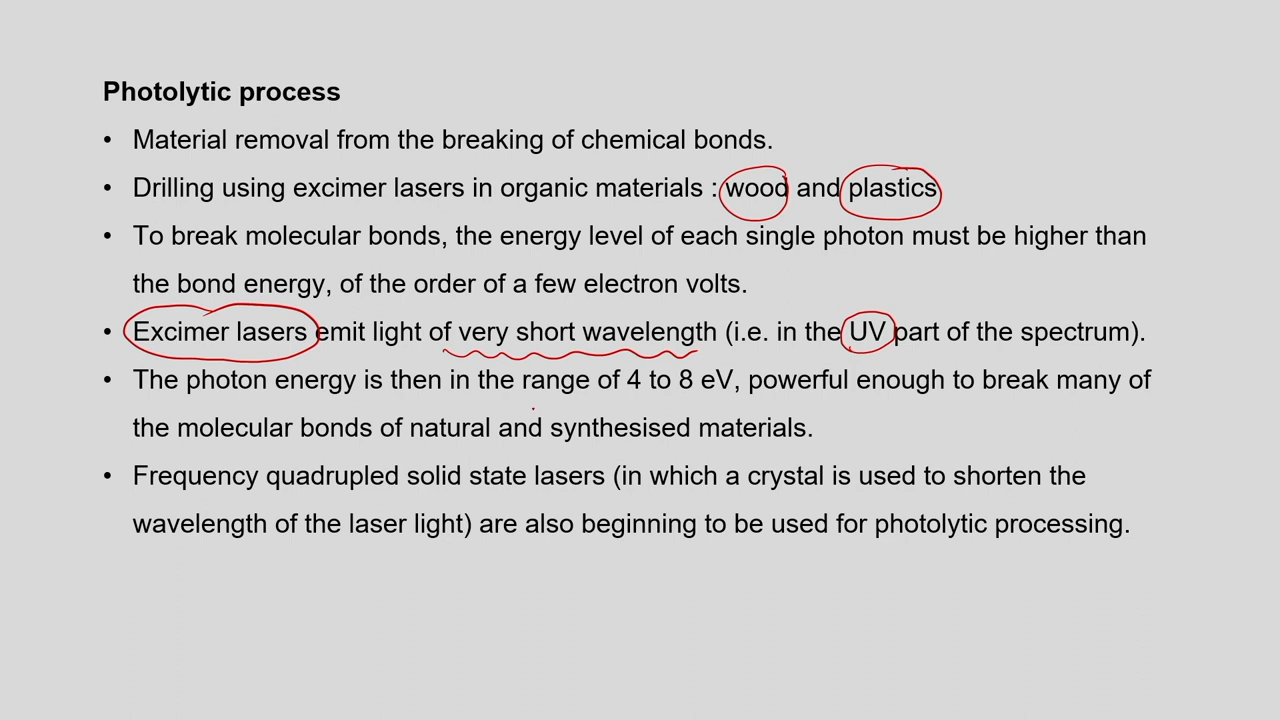 Photolytic process
• Material removal from the breaking of chemical bonds.
• Drilling using excimer lasers in organic materials : wood and plastics
• To break molecular bonds, the energy level of each single photon must be higher than
the bond energy, of the order of a few electron volts.
• Excimer lasers emit light of very short wavelength (i.e. in the UV part of the spectrum).
• The photon energy is then in the range of 4 to 8 eV, powerful enough to break many of
the molecular bonds of natural and synthesised materials.
• Frequency quadrupled solid state lasers (in which a crystal is used to shorten the
wavelength of the laser light) are also beginning to be used for photolytic processing.